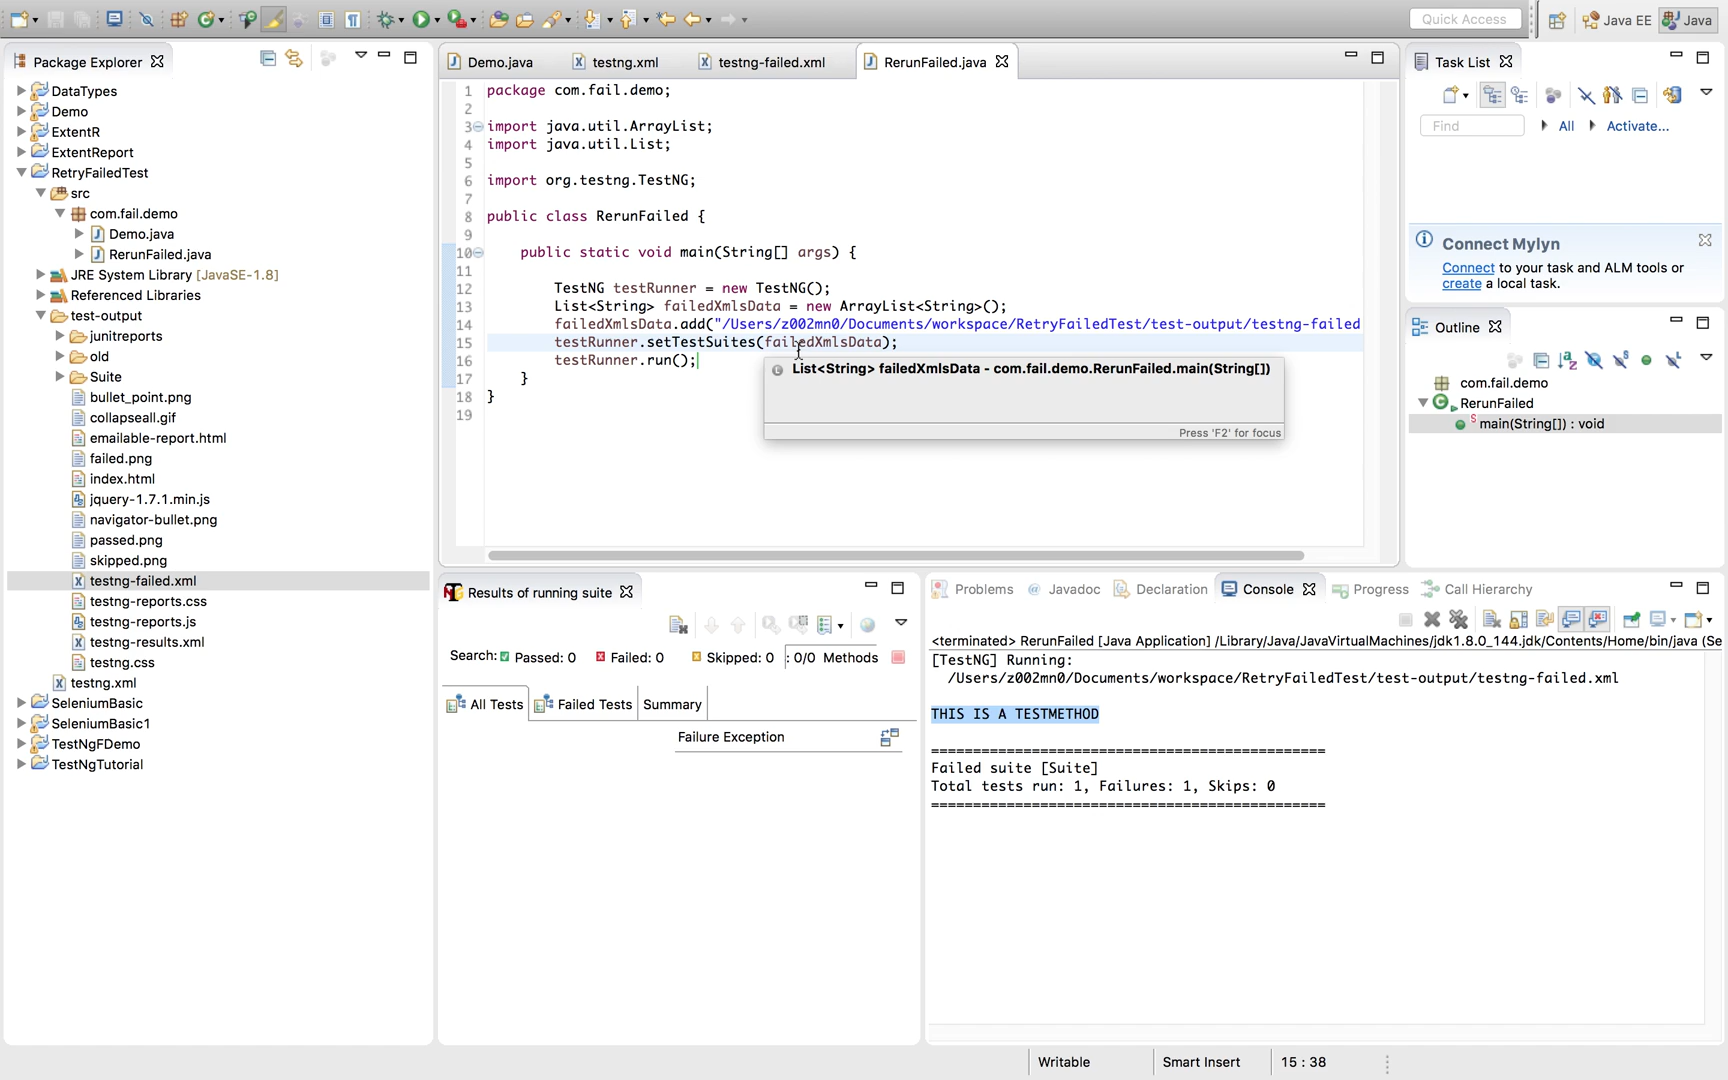 Quick Access
Java EE
Java
Package Explorer
DataTypes
Demo
ExtentR
ExtentReport
RetryFailedTest
src
com.fail.demo
Demo.java
RerunFailed.java
JRE System Library [JavaSE-1.8]
Referenced Libraries
test-output
junitreports
old
Suite
bullet_point.png
collapseall.gif
emailable-report.html
failed.png
index.html
jquery-1.7.1.min.js
navigator-bullet.png
passed.png
skipped.png
testng-failed.xml
testng-reports.css
testng-reports.js
testng-results.xml
testng.css
testng.xml
SeleniumBasic
SeleniumBasic1
TestNgFDemo
TestNgTutorial
Demo.java
testng.xml
testng-failed.xml
RerunFailed.java
1 package com.fail.demo;
2
3 import java.util.ArrayList;
4 import java.util.List;
5
6 import org.testng.TestNG;
7
8 public class RerunFailed {
9
10 public static void main(String[] args) {
11
12 TestNG testRunner = new TestNG();
13 List<String> failedXmlsData = new ArrayList<String>();
14 failedXmlsData.add("/Users/z002mn0/Documents/workspace/RetryFailedTest/test-output/testng-failed
15 testRunner.setTestSuites(failedXmlsData);
16 testRunner.run();
17 }
18 }
19
List<String> failedXmlsData - com.fail.demo.RerunFailed.main(String[])
Press 'F2' for focus
Task List
Find
All
Activate...
Connect Mylyn
Connect to your task and ALM tools or
create a local task.
Outline
com.fail.demo
RerunFailed
main(String[]) : void
Results of running suite
Search:
Passed: 0
Failed: 0
Skipped: 0
: 0/0 Methods
All Tests
Failed Tests
Summary
Failure Exception
Problems
Javadoc
Declaration
Console
Progress
Call Hierarchy
<terminated> RerunFailed [Java Application] /Library/Java/JavaVirtualMachines/jdk1.8.0_144.jdk/Contents/Home/bin/java (Se
[TestNG] Running:
/Users/z002mn0/Documents/workspace/RetryFailedTest/test-output/testng-failed.xml
THIS IS A TESTMETHOD
===============================================
Failed suite [Suite]
Total tests run: 1, Failures: 1, Skips: 0
===============================================
Writable
Smart Insert
15 : 38